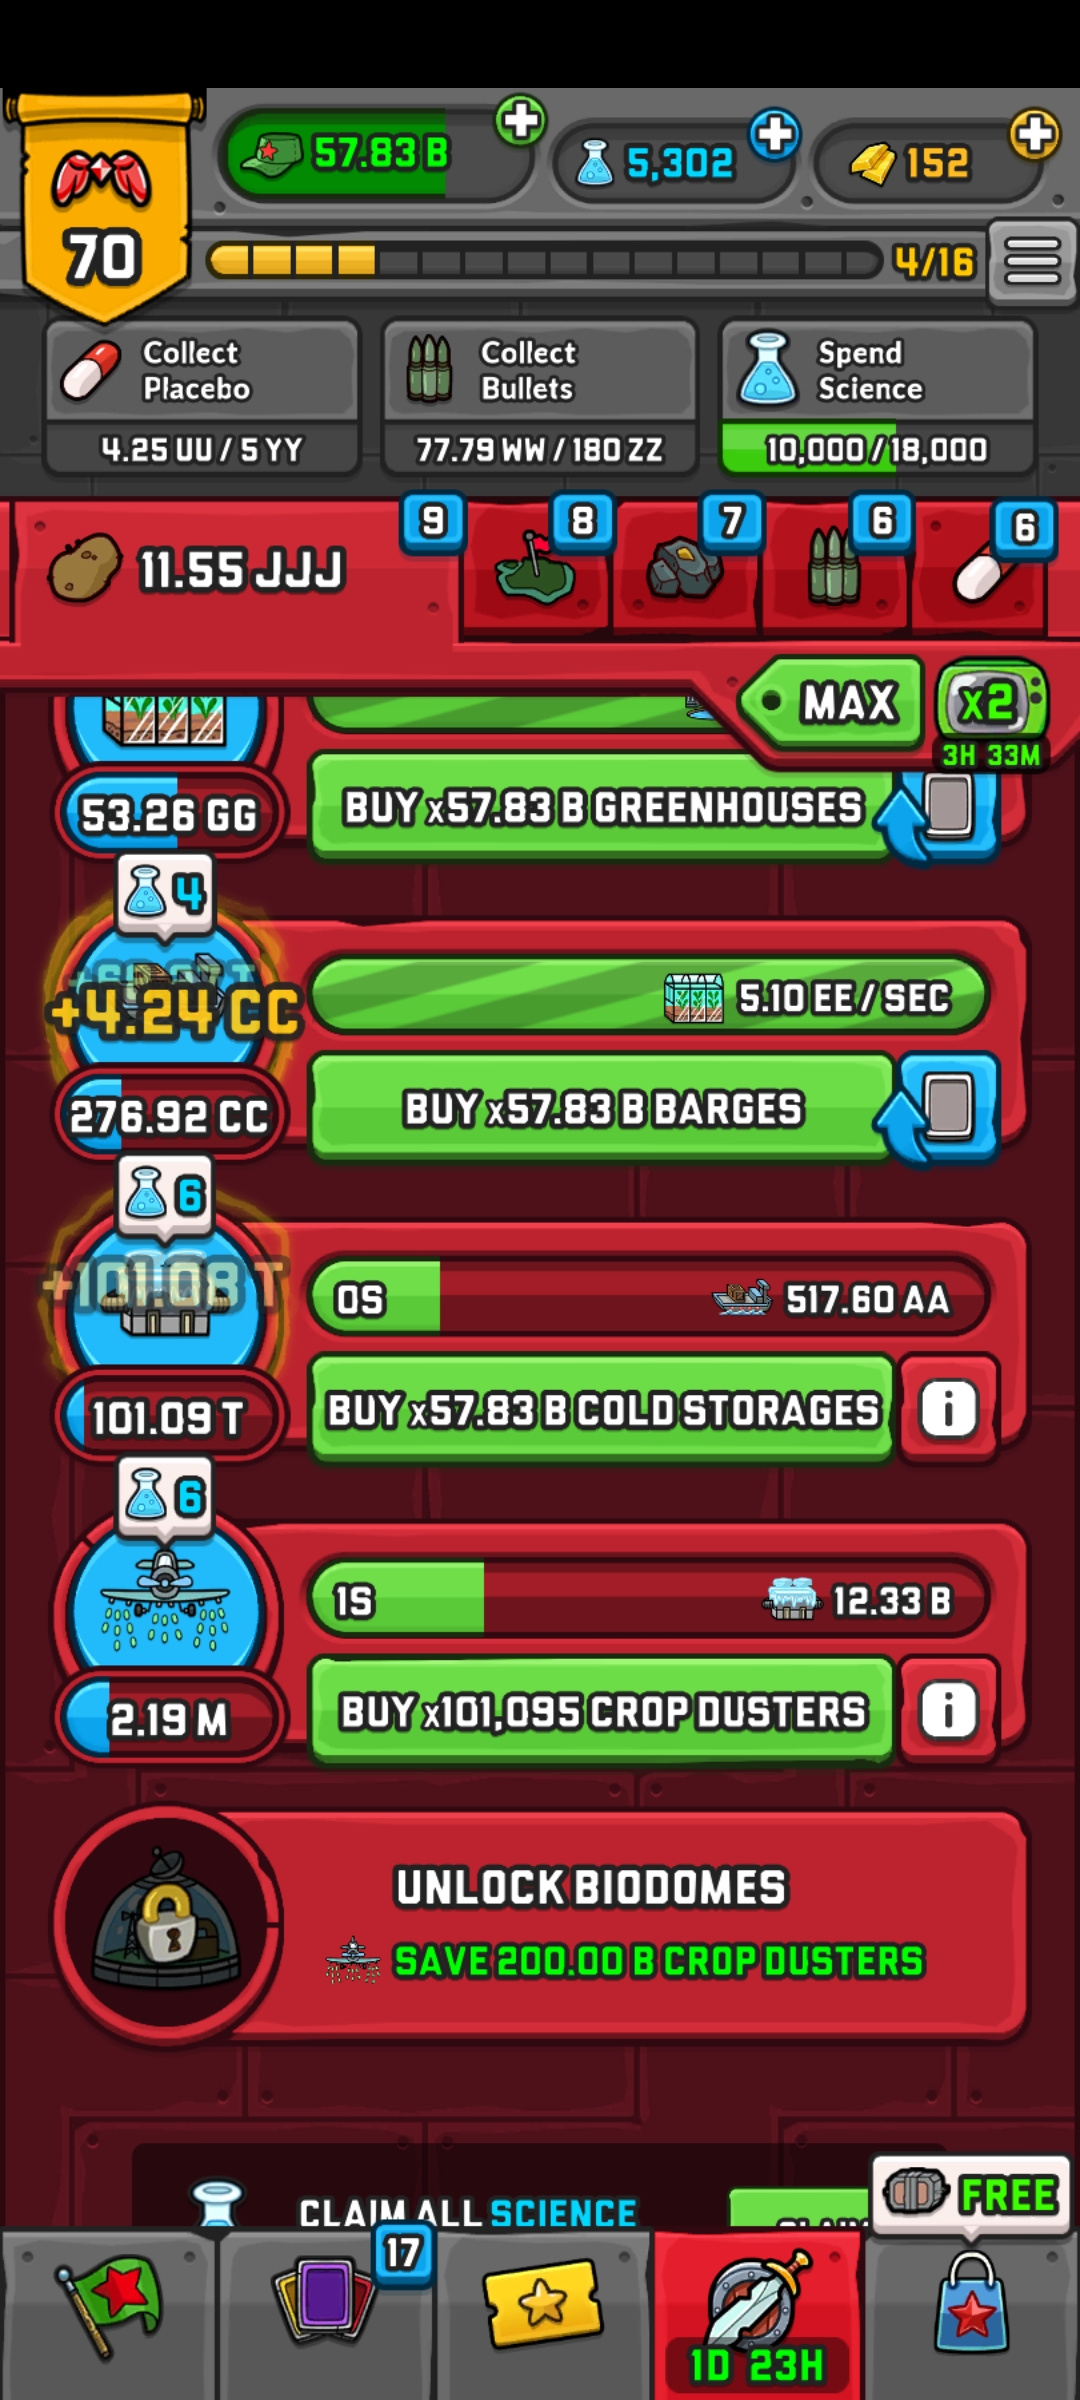 57.83 B
5,302
152
70
4/16
Collect
Placebo
4.25 UU / 5 YY
Collect
Bullets
77.79 WW / 180 ZZ
Spend
Science
10,000 / 18,000
11.55 JJJ
9
8
7
6
6
MAX
x2
3H 33M
53.26 GG
BUY x57.83 B GREENHOUSES
4
+4.24 CC
5.10 EE / SEC
276.92 CC
BUY x57.83 B BARGES
6
+101.08 T
0S
517.60 AA
101.09 T
BUY x57.83 B COLD STORAGES
i
6
1S
12.33 B
2.19 M
BUY x101,095 CROP DUSTERS
i
UNLOCK BIODOMES
SAVE 200.00 B CROP DUSTERS
CLAIM ALL SCIENCE
FREE
17
1D 23H